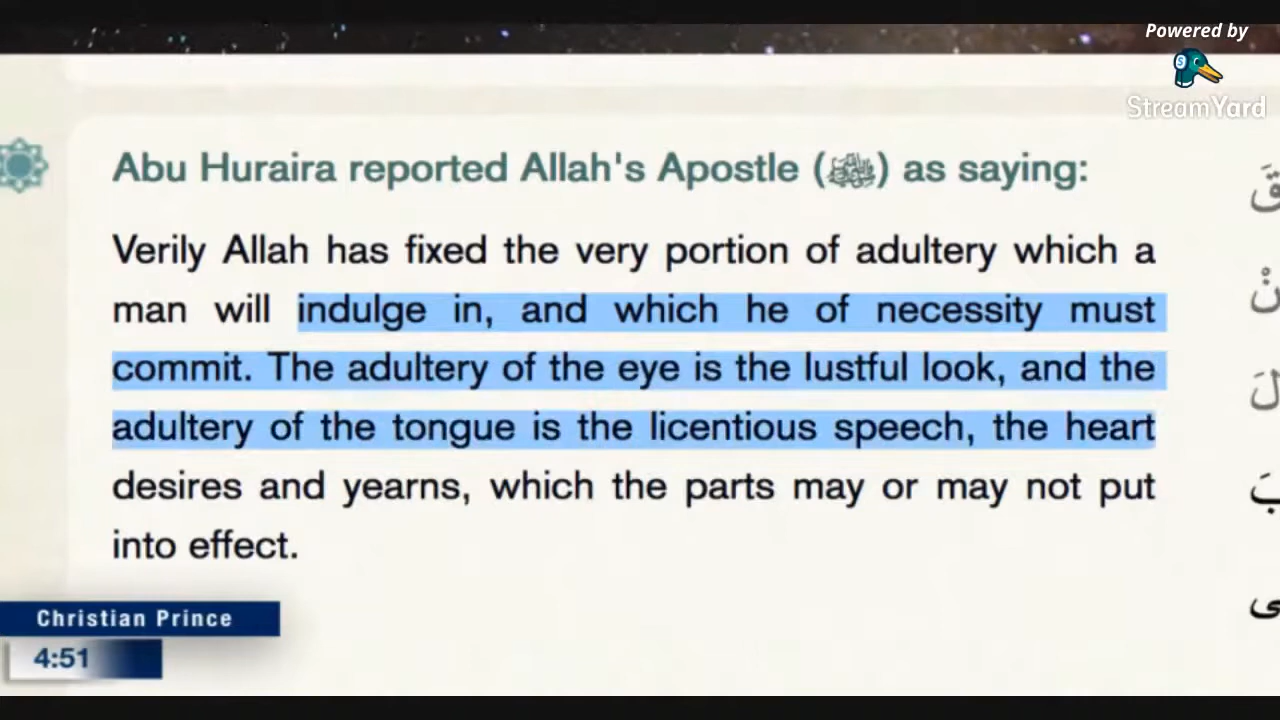 Powered by
StreamYard
Abu Huraira reported Allah's Apostle (ﷺ) as saying:
Verily Allah has fixed the very portion of adultery which a
man will indulge in, and which he of necessity must
commit. The adultery of the eye is the lustful look, and the
adultery of the tongue is the licentious speech, the heart
desires and yearns, which the parts may or may not put
into effect.
Christian Prince
4:51